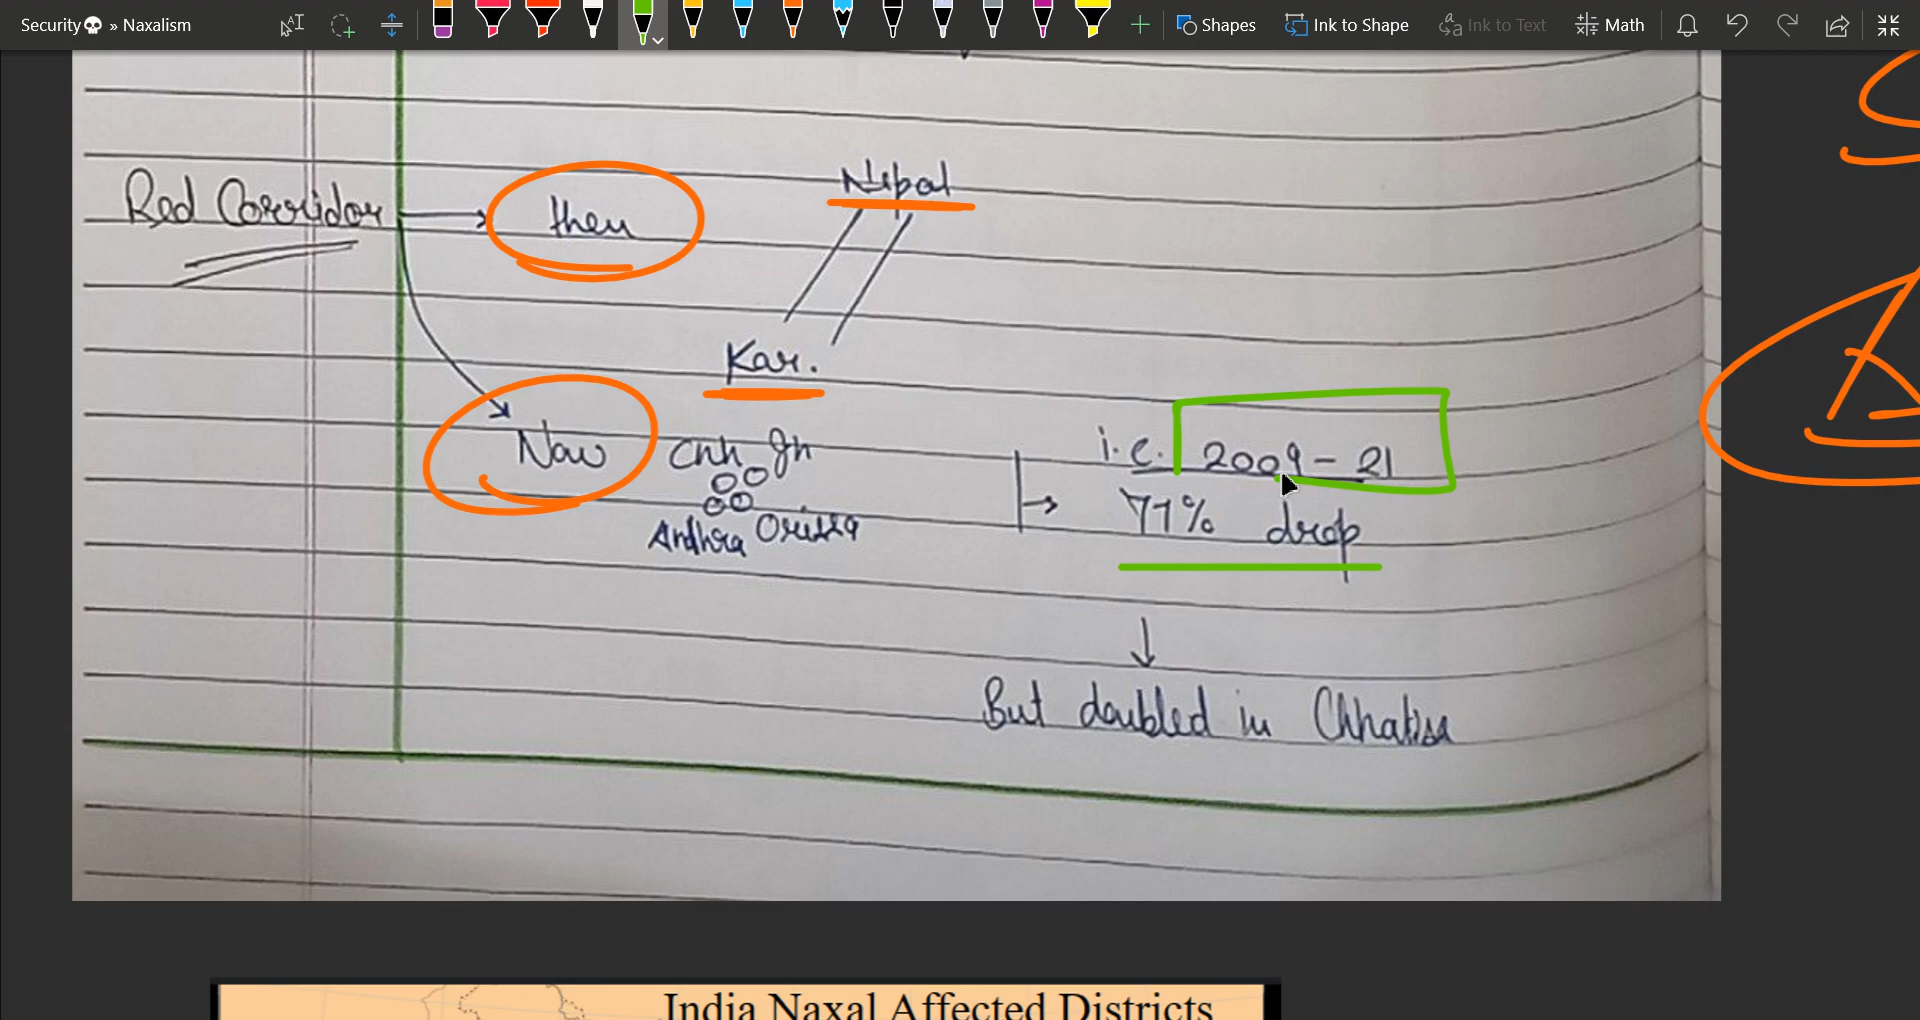 Security💀 » Naxalism
Shapes
Ink to Shape
Ink to Text
Math
Red Corridor
then
Nepal
Kar.
Now
Chh Jh
Andhra Orissa
i.e. 2009 - 21
77% drop
But doubled in Chhatisa
India Naxal Affected Districts